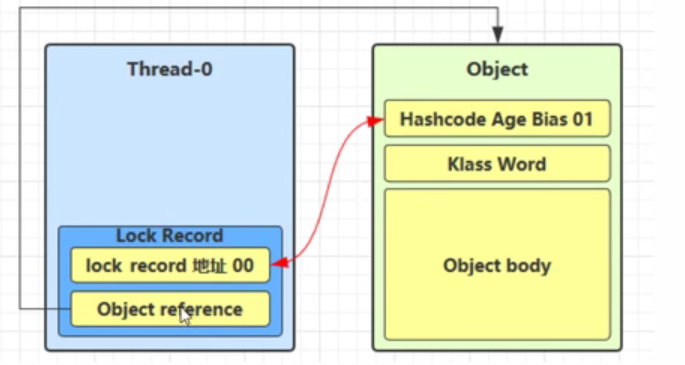 Thread-0
Lock Record
lock record 地址 00
Object reference
Object
Hashcode Age Bias 01
Klass Word
Object body